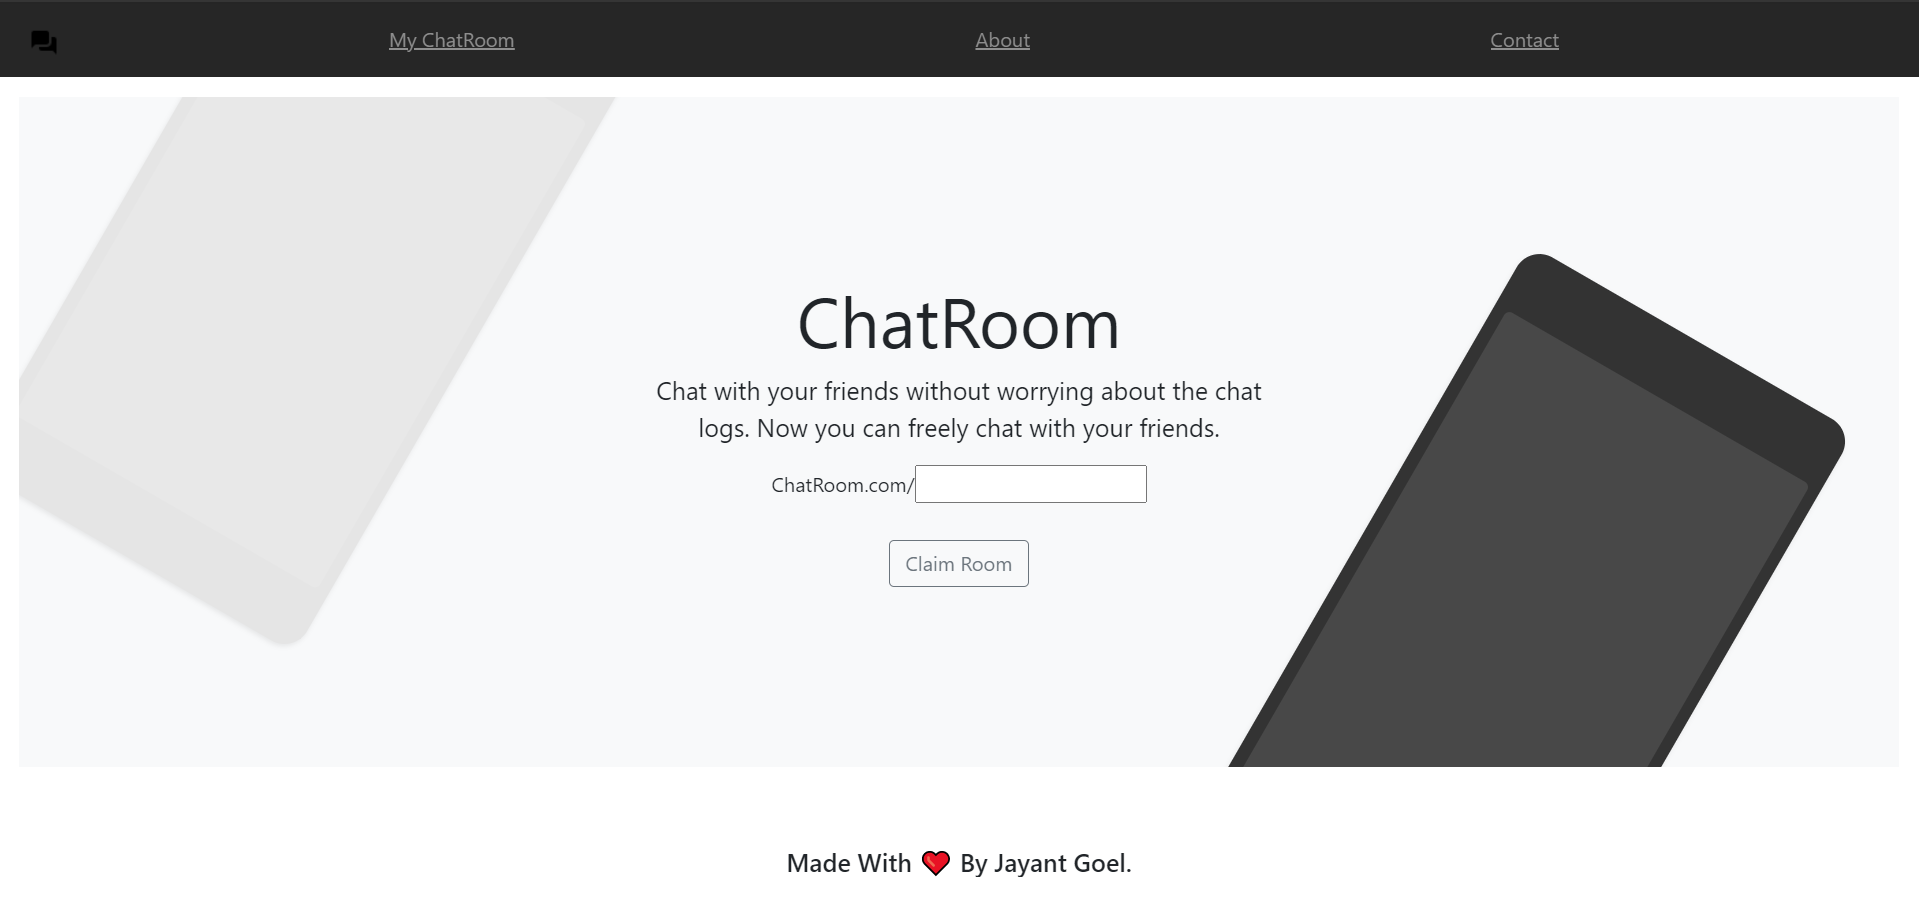 My ChatRoom
About
Contact
ChatRoom
Chat with your friends without worrying about the chat
logs. Now you can freely chat with your friends.
ChatRoom.com/
Claim Room
Made With ❤️ By Jayant Goel.